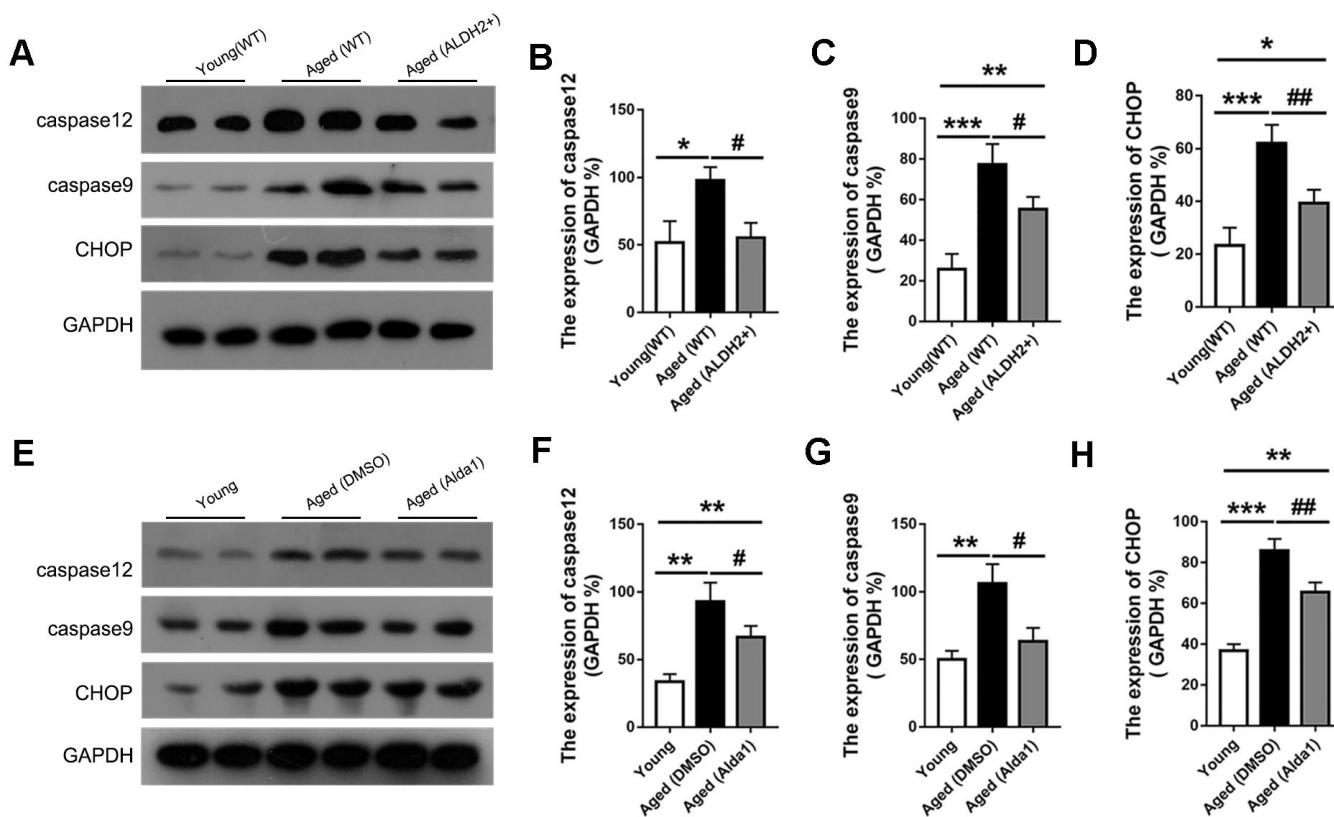 A
Young(WT)
Aged (WT)
Aged (ALDH2+)
caspase12
caspase9
CHOP
GAPDH
B
The expression of caspase12
( GAPDH %)
150
100
50
0
*
#
Young(WT)
Aged (WT)
Aged (ALDH2+)
C
The expression of caspase9
( GAPDH %)
100
80
60
40
20
0
**
***
#
Young(WT)
Aged (WT)
Aged (ALDH2+)
D
The expression of CHOP
( GAPDH %)
80
60
40
20
0
*
***
##
Young(WT)
Aged (WT)
Aged (ALDH2+)
E
Young
Aged (DMSO)
Aged (Alda1)
caspase12
caspase9
CHOP
GAPDH
F
The expression of caspase12
(GAPDH %)
150
100
50
0
**
**
#
Young
Aged (DMSO)
Aged (Alda1)
G
The expression of caspase9
( GAPDH %)
150
100
50
0
**
#
Young
Aged (DMSO)
Aged (Alda1)
H
The expression of CHOP
( GAPDH %)
100
80
60
40
20
0
**
***
##
Young
Aged (DMSO)
Aged (Alda1)